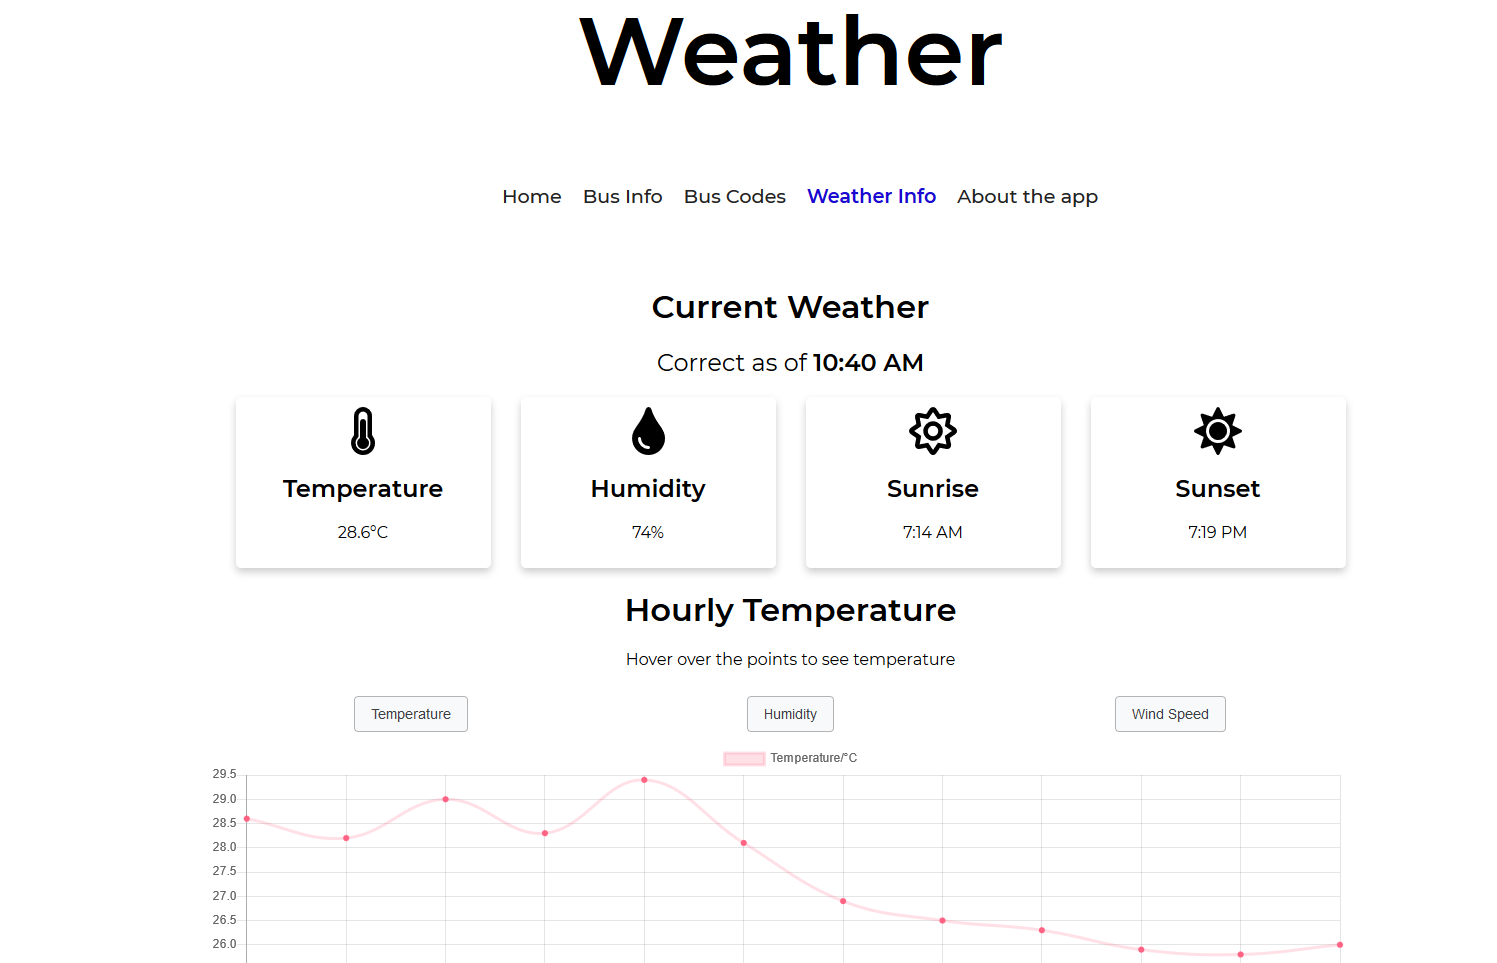 Weather
Home Bus Info Bus Codes Weather Info About the app
Current Weather
Correct as of 10:40 AM
Temperature Humidity Sunrise Sunset
28.6°C 74% 7:14 AM 7:19 PM
Hourly Temperature
Hover over the points to see temperature
Temperature Humidity Wind Speed
Temperature/°C
29.5
29.0
28.5
28.0
27.5
27.0
26.5
26.0